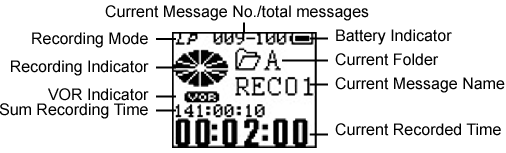 Current Message No./total messages
Recording Mode LP 009-100 Battery Indicator
Recording Indicator A Current Folder
REC01 Current Message Name
VOR Indicator VOR
Sum Recording Time 141:00:10
00:02:00 Current Recorded Time